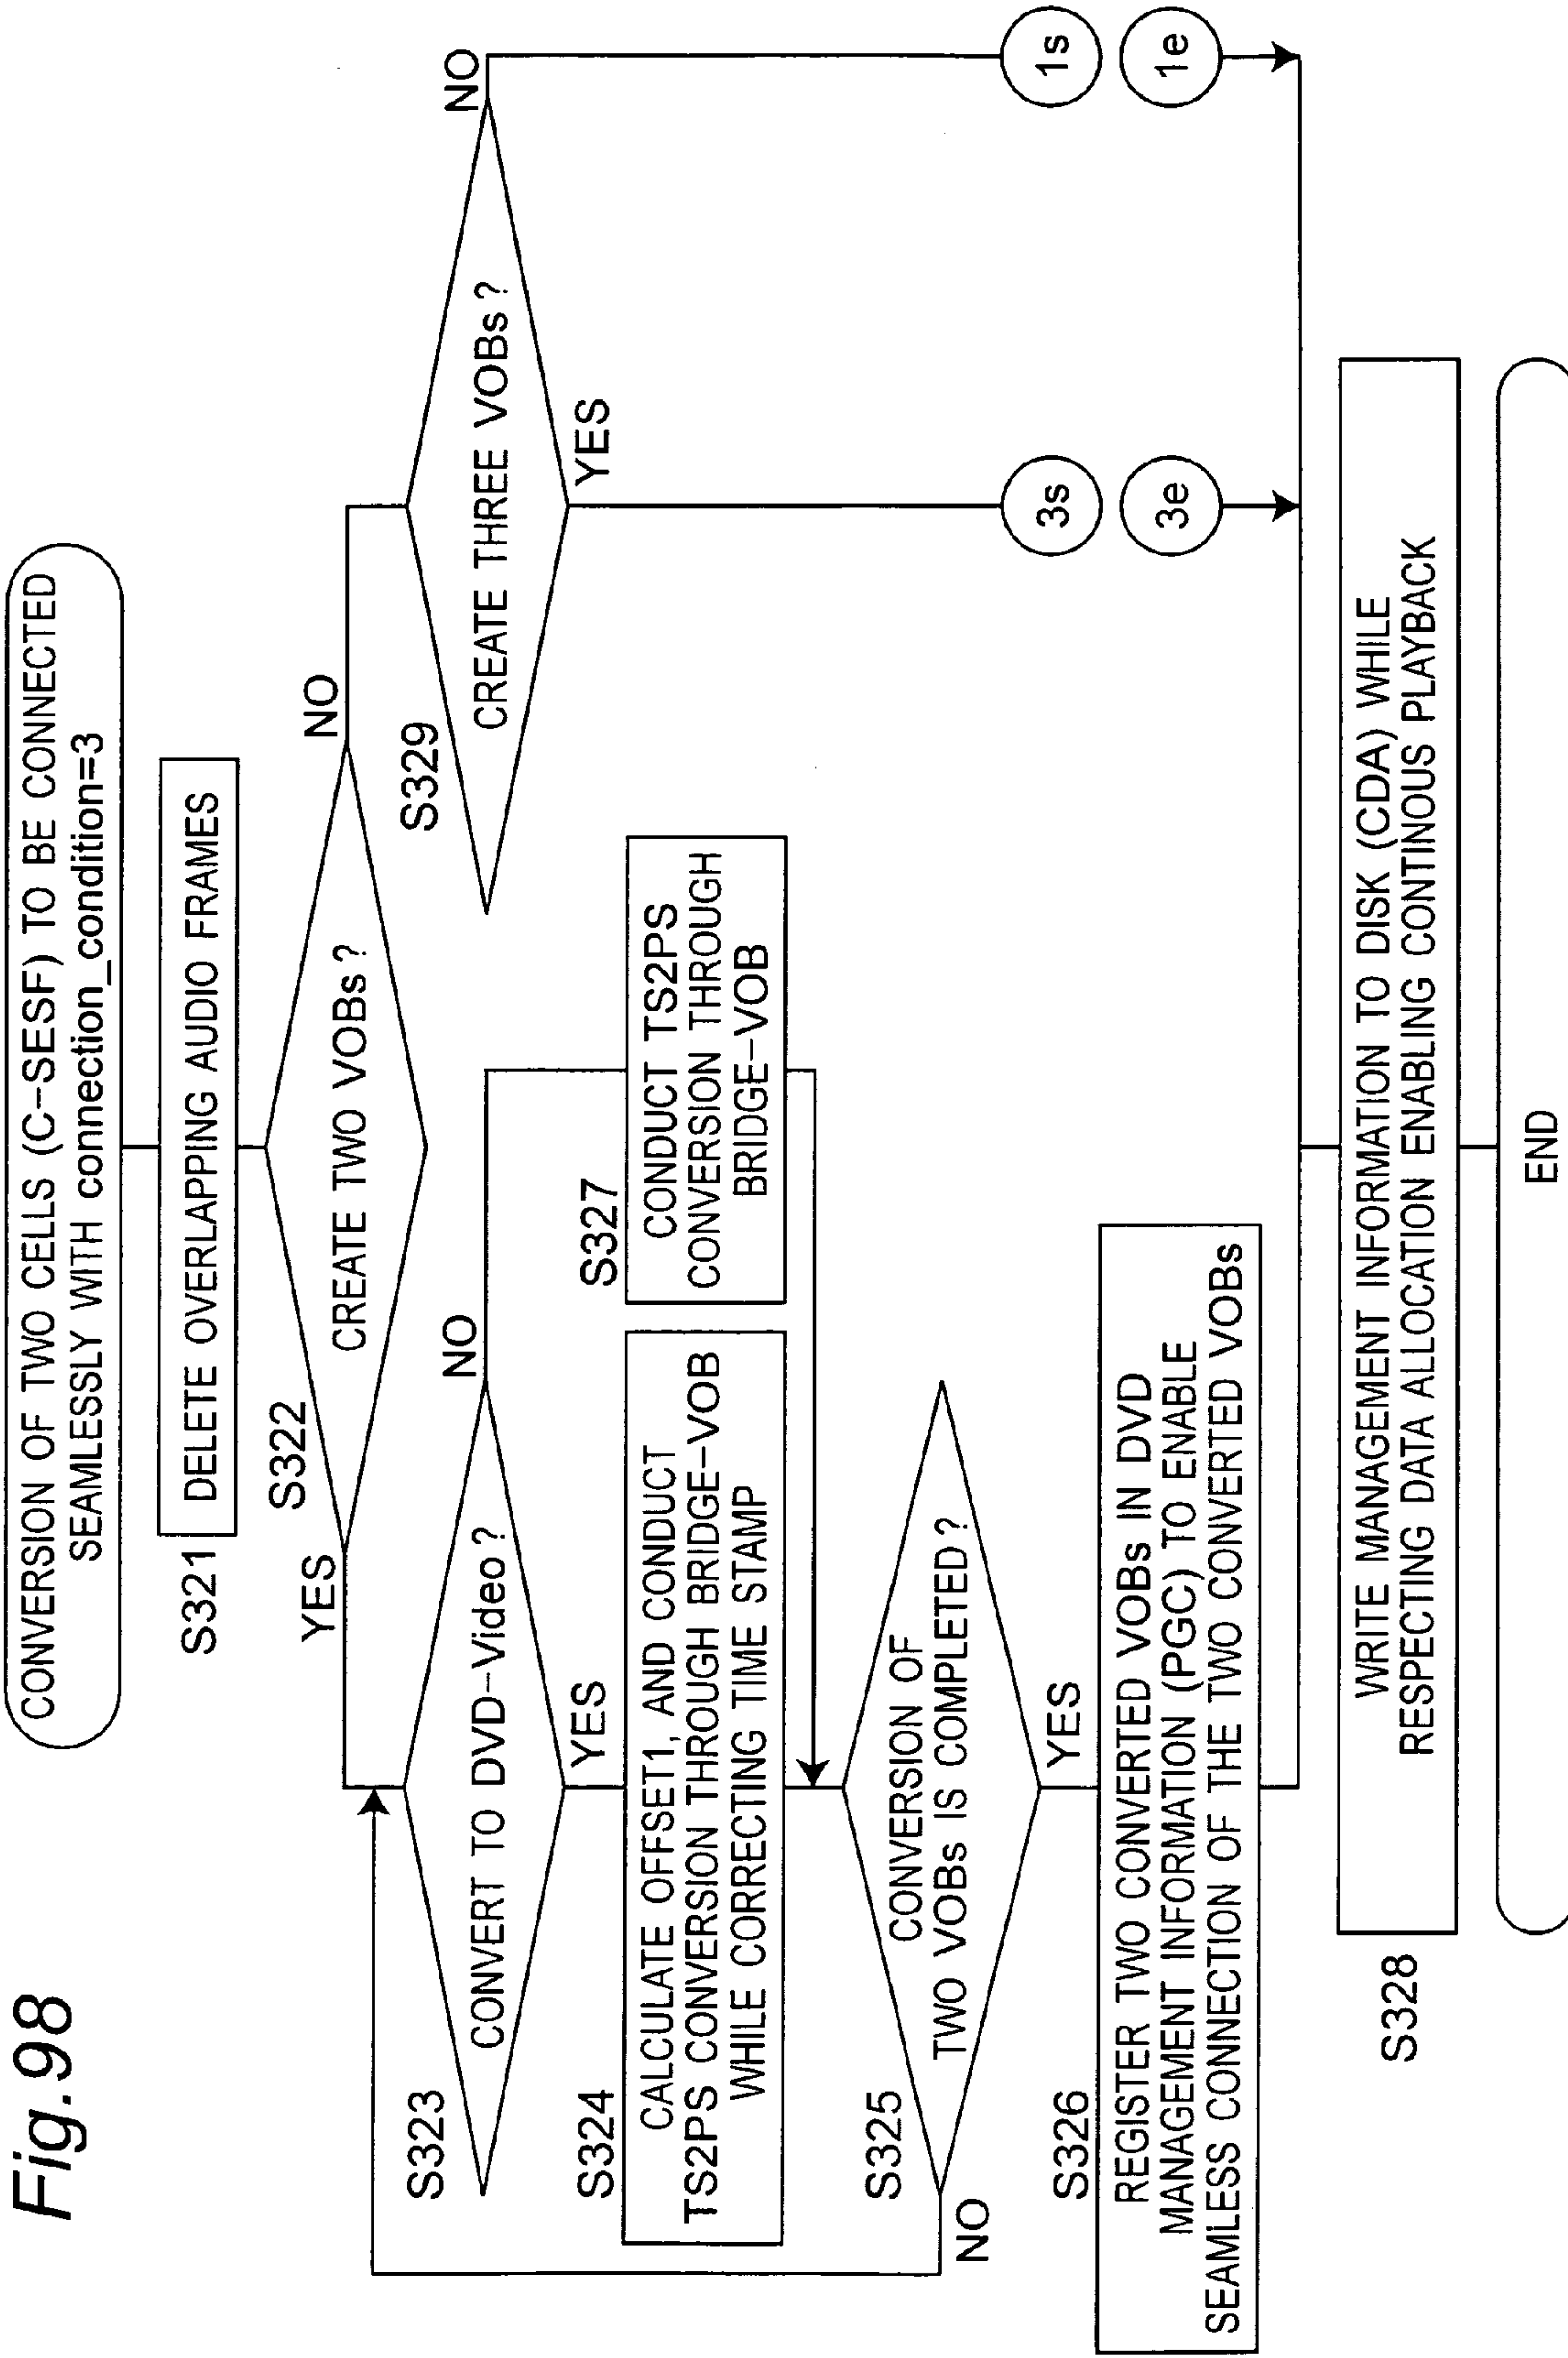 Fig.98
CONVERSION OF TWO CELLS (C-SESF) TO BE CONNECTED
SEAMLESSLY WITH connection_condition=3
S321
DELETE OVERLAPPING AUDIO FRAMES
S322
CREATE TWO VOBs?
YES
NO
S323
CONVERT TO DVD-Video?
NO
YES
S329
CREATE THREE VOBs?
NO
YES
S324
CALCULATE OFFSET1, AND CONDUCT
TS2PS CONVERSION THROUGH BRIDGE-VOB
WHILE CORRECTING TIME STAMP
S327
CONDUCT TS2PS
CONVERSION THROUGH
BRIDGE-VOB
S325
CONVERSION OF
TWO VOBs IS COMPLETED?
NO
YES
3s
1s
3e
1e
S326
REGISTER TWO CONVERTED VOBs IN DVD
MANAGEMENT INFORMATION (PGC) TO ENABLE
SEAMLESS CONNECTION OF THE TWO CONVERTED VOBs
S328
WRITE MANAGEMENT INFORMATION TO DISK (CDA) WHILE
RESPECTING DATA ALLOCATION ENABLING CONTINOUS PLAYBACK
END